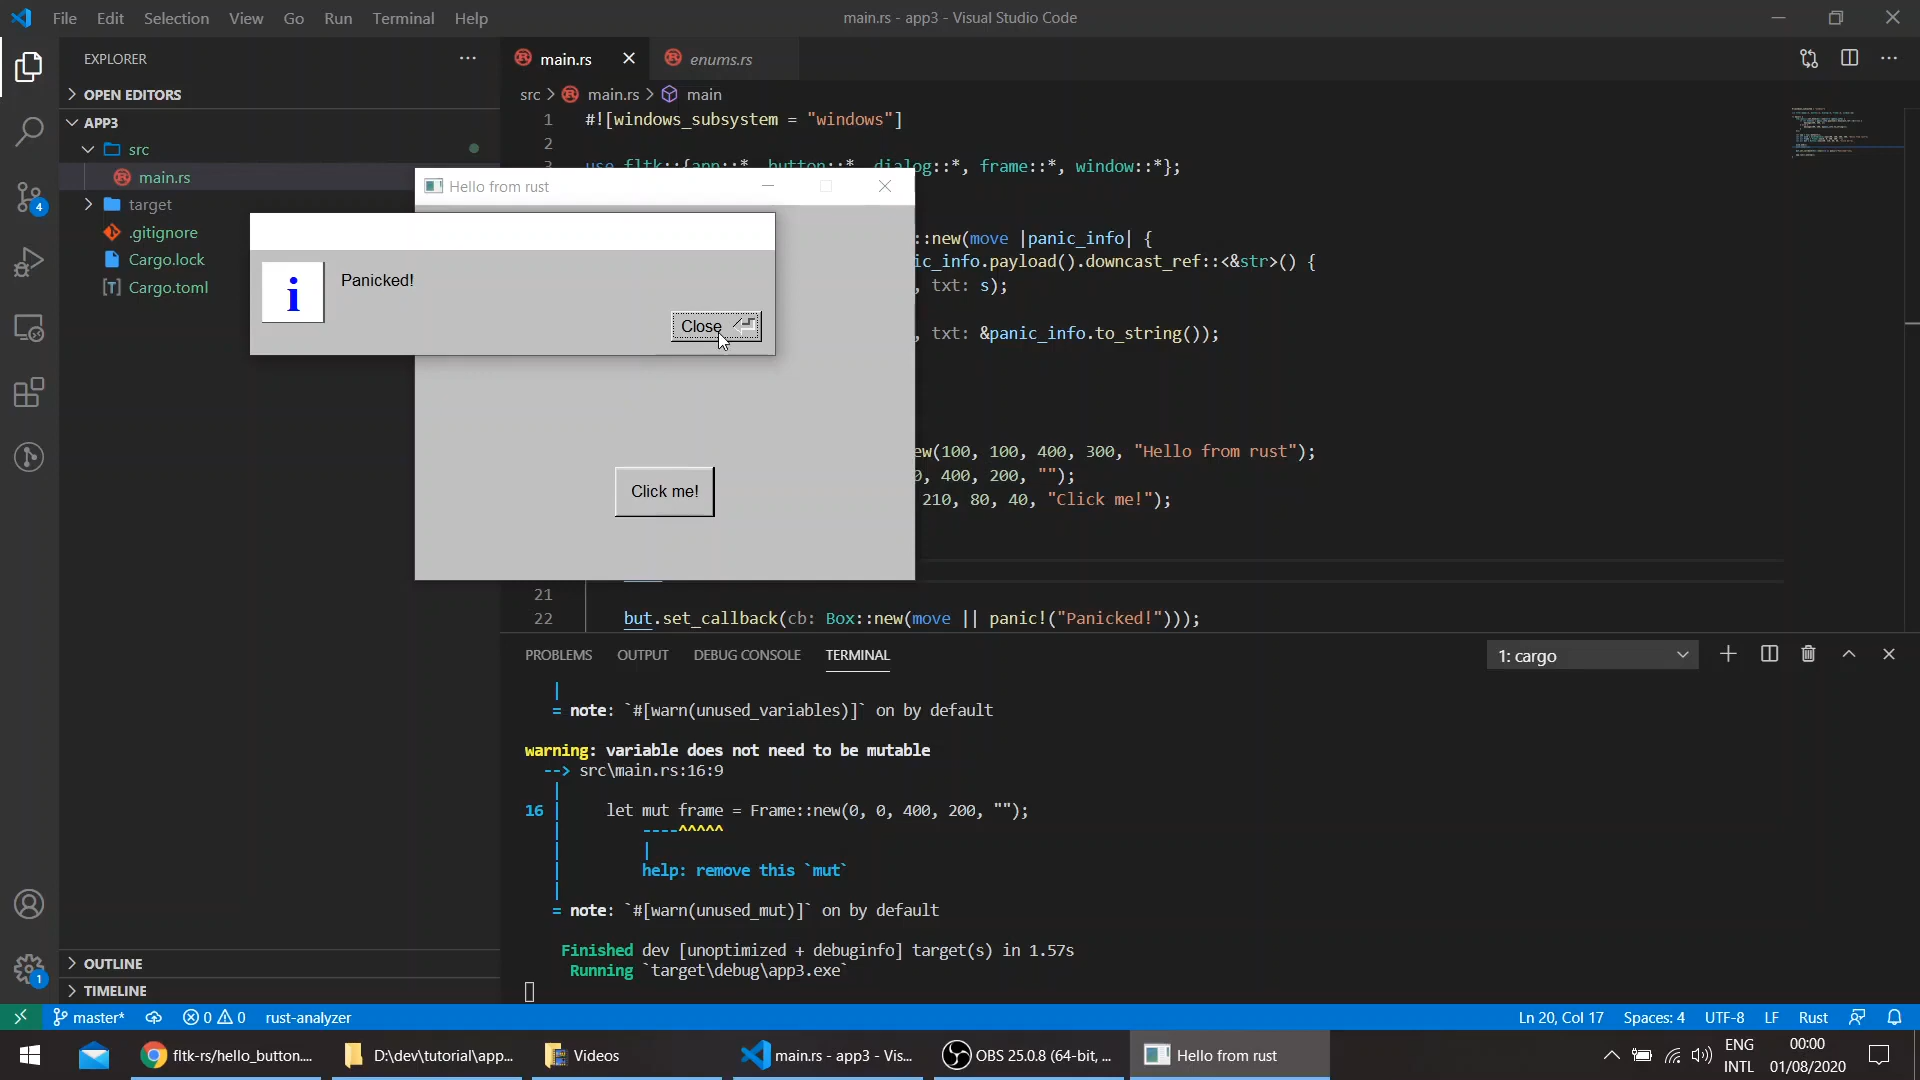 File Edit Selection View Go Run Terminal Help
main.rs - app3 - Visual Studio Code
EXPLORER
OPEN EDITORS
APP3
src
main.rs
target
.gitignore
Cargo.lock
Cargo.toml
OUTLINE
TIMELINE
4
1
main.rs
enums.rs
src > main.rs > main
1 #![windows_subsystem = "windows"]
2
3 use fltk::{app::*, button::*, dialog::*, frame::*, window::*};
::new(move |panic_info| {
ic_info.payload().downcast_ref::<&str>() {
, txt: s);
, txt: &panic_info.to_string());
ew(100, 100, 400, 300, "Hello from rust");
0, 400, 200, "");
210, 80, 40, "Click me!");
21
22 but.set_callback(cb: Box::new(move || panic!("Panicked!")));
Hello from rust
i
Panicked!
Close
Click me!
PROBLEMS OUTPUT DEBUG CONSOLE TERMINAL
1: cargo
= note: `#[warn(unused_variables)]` on by default
warning: variable does not need to be mutable
--> src\main.rs:16:9
|
16 | let mut frame = Frame::new(0, 0, 400, 200, "");
| ----^^^^^
| |
| help: remove this `mut`
|
= note: `#[warn(unused_mut)]` on by default
Finished dev [unoptimized + debuginfo] target(s) in 1.57s
Running `target\debug\app3.exe`
master* 0 0 rust-analyzer
Ln 20, Col 17 Spaces: 4 UTF-8 LF Rust
fltk-rs/hello_button....
D:\dev\tutorial\app...
Videos
main.rs - app3 - Vis...
OBS 25.0.8 (64-bit, ...
Hello from rust
ENG
INTL
00:00
01/08/2020